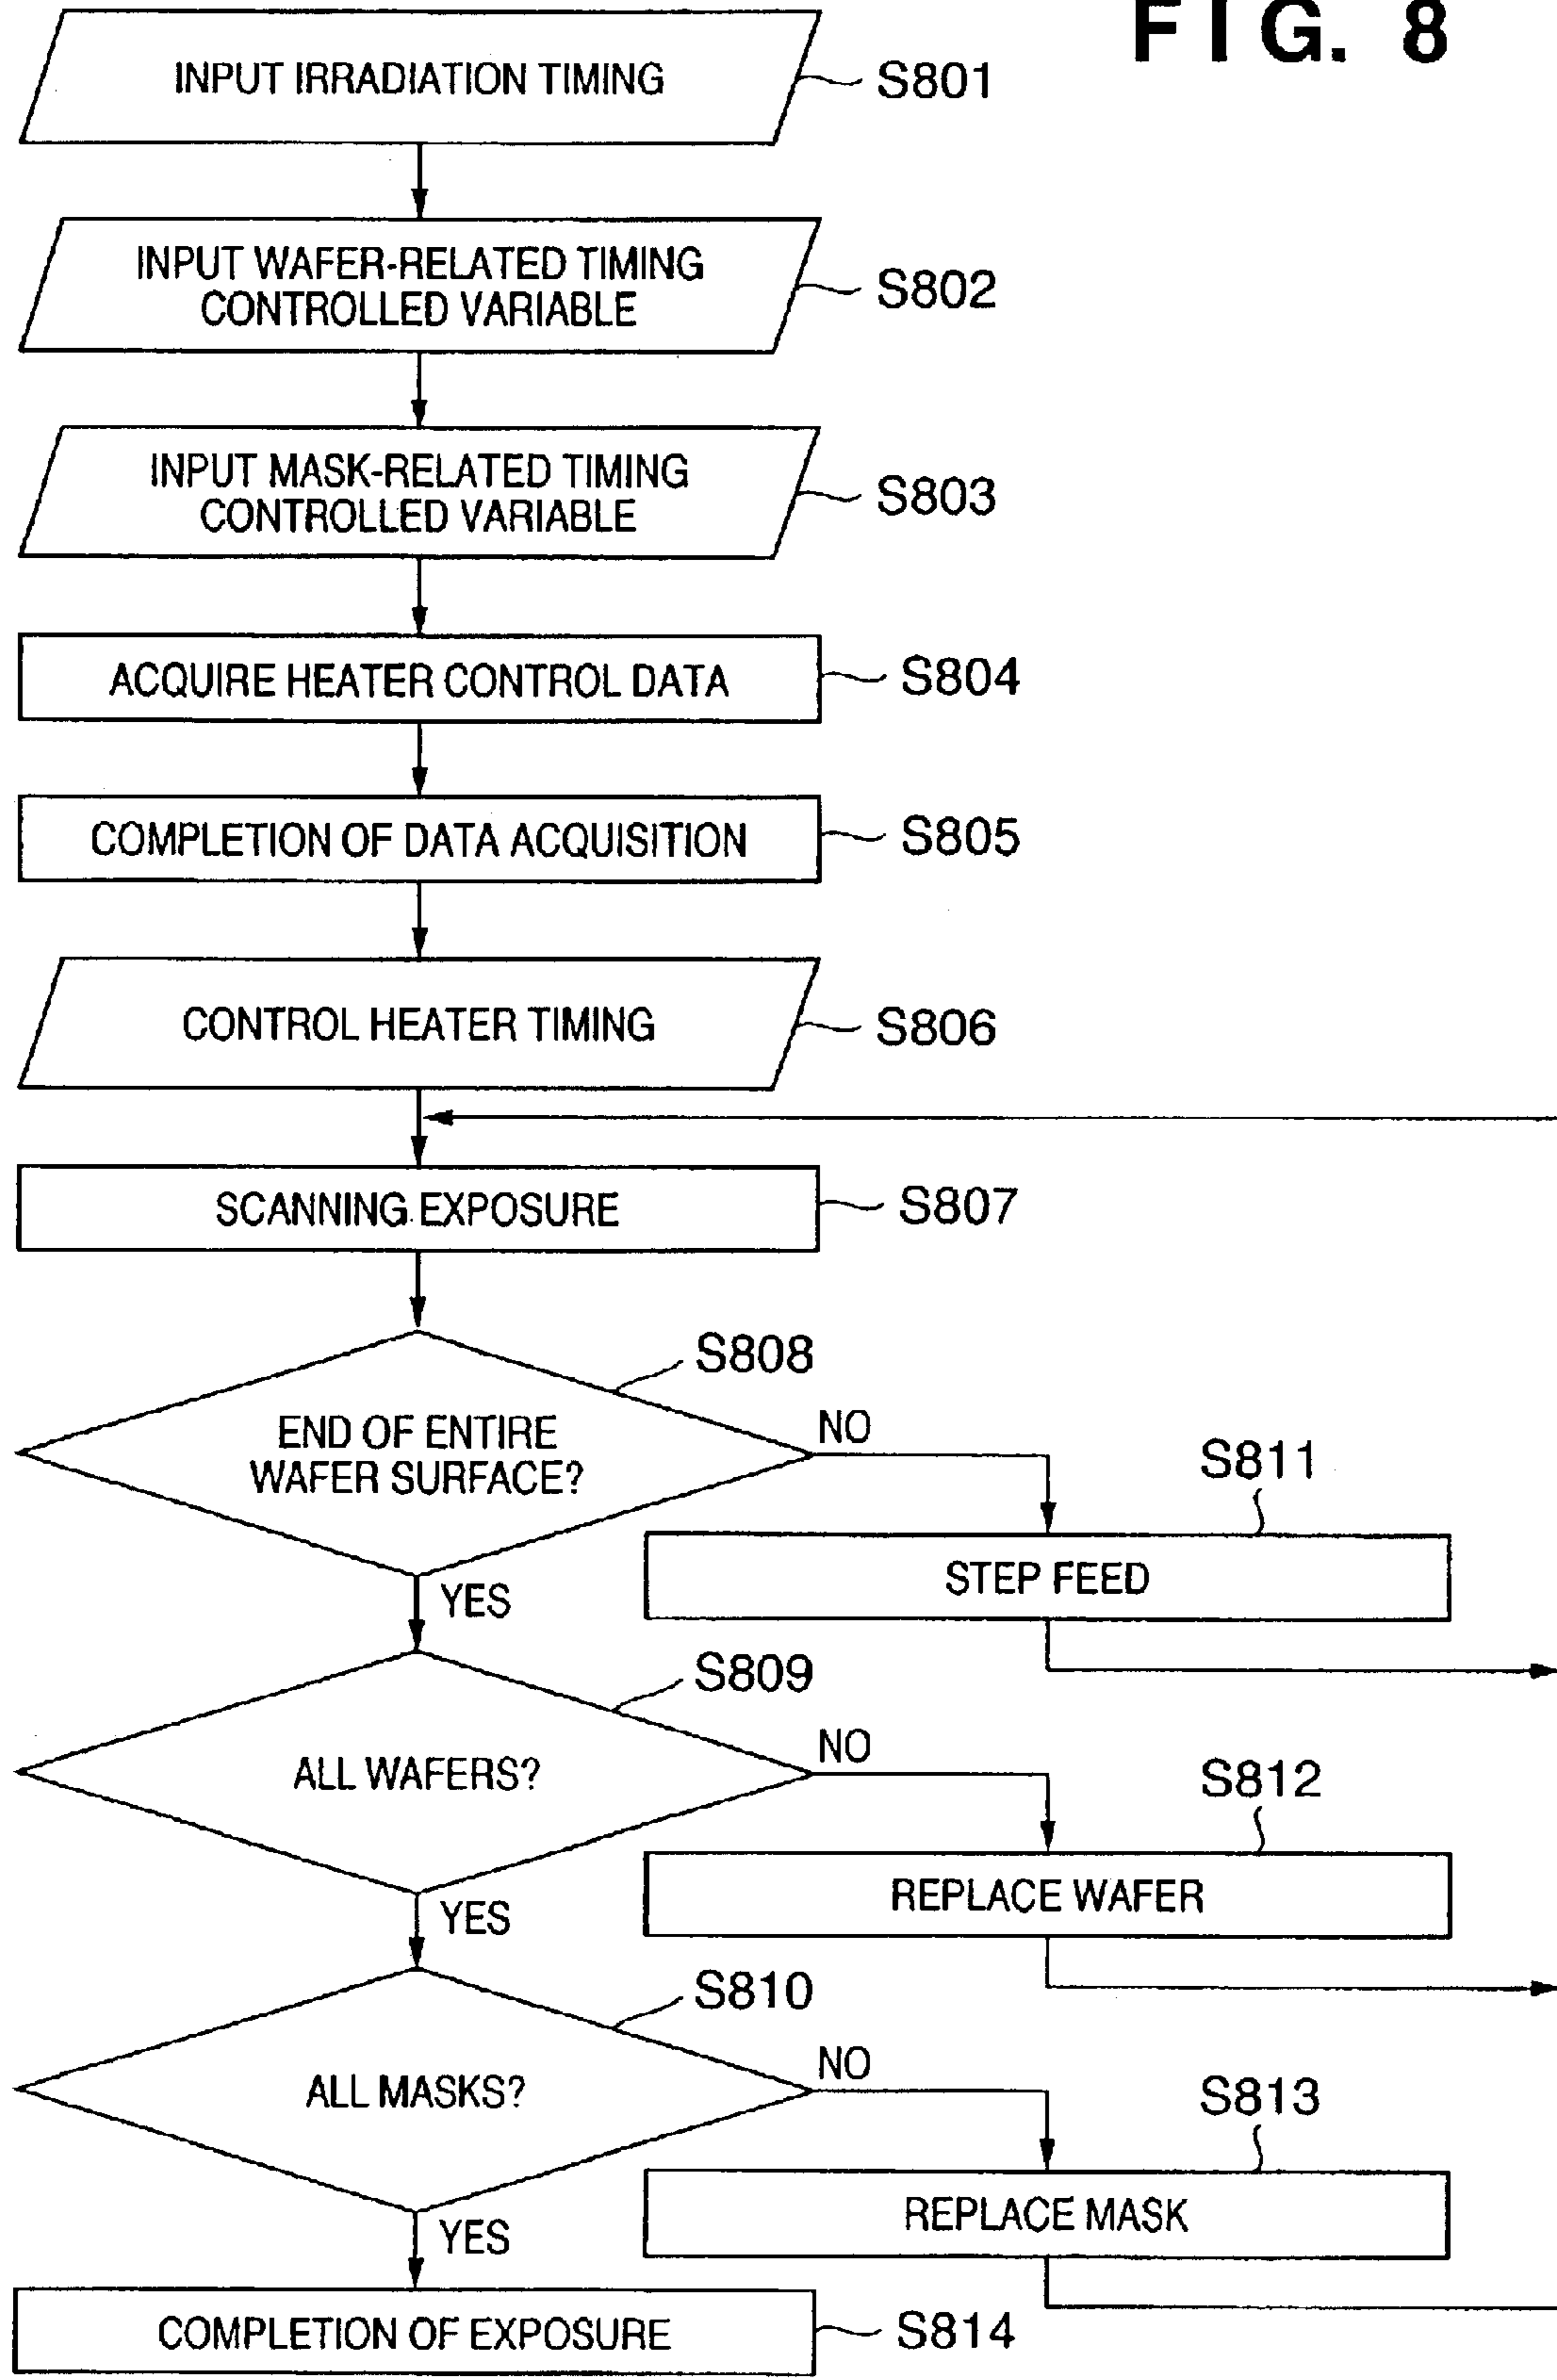 FIG. 8
INPUT IRRADIATION TIMING
S801
INPUT WAFER-RELATED TIMING
CONTROLLED VARIABLE
S802
INPUT MASK-RELATED TIMING
CONTROLLED VARIABLE
S803
ACQUIRE HEATER CONTROL DATA
S804
COMPLETION OF DATA ACQUISITION
S805
CONTROL HEATER TIMING
S806
SCANNING EXPOSURE
S807
S808
END OF ENTIRE
WAFER SURFACE?
NO
S811
STEP FEED
YES
S809
ALL WAFERS?
NO
S812
REPLACE WAFER
YES
S810
ALL MASKS?
NO
S813
REPLACE MASK
YES
COMPLETION OF EXPOSURE
S814